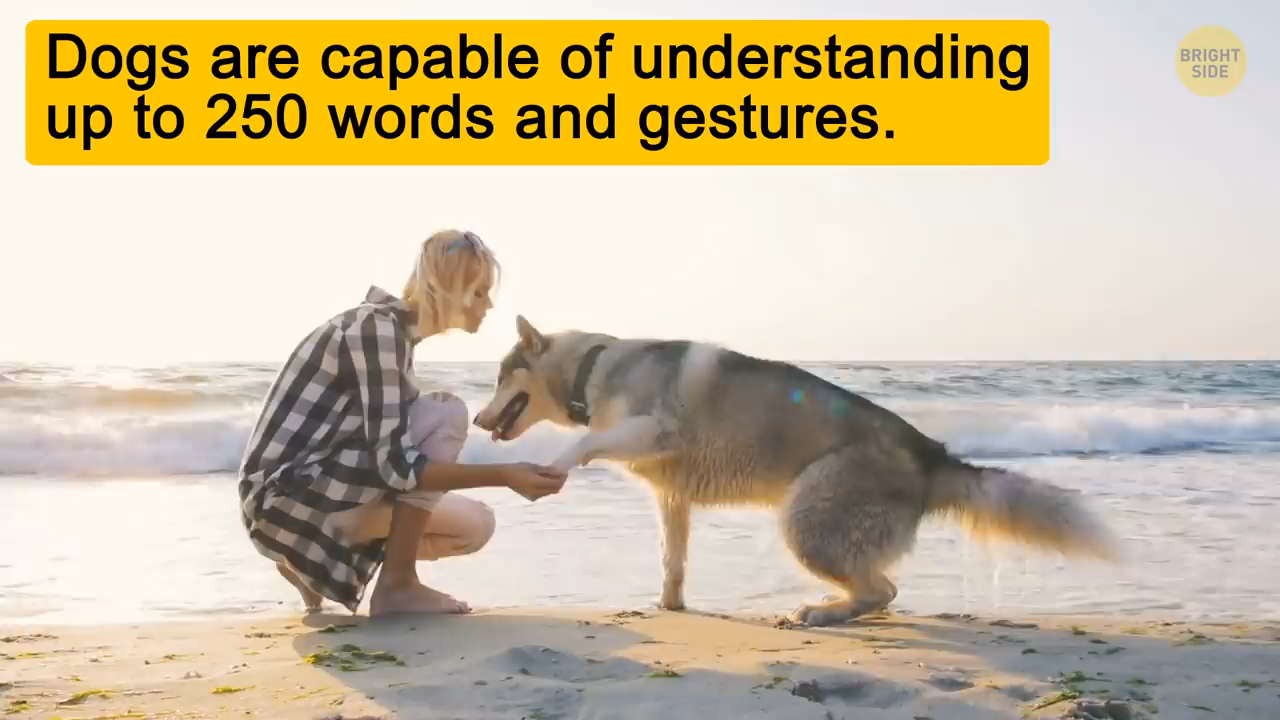 Dogs are capable of understanding
up to 250 words and gestures.
BRIGHT
SIDE